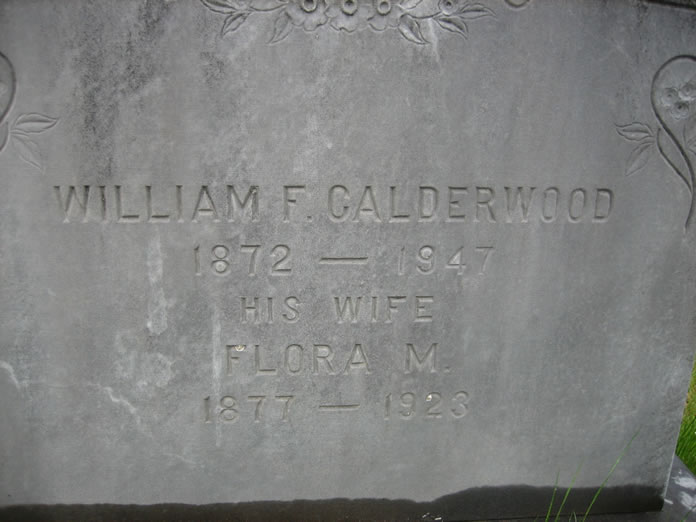 WILLIAM F. CALDERWOOD
1872 — 1947
HIS WIFE
FLORA M.
1877 — 1923